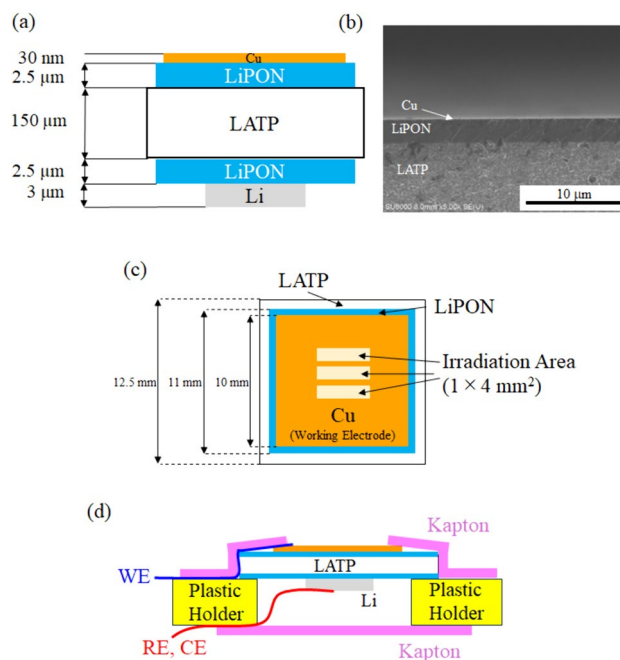 (a)
30 nm
Cu
2.5 μm
LiPON
150 μm
LATP
2.5 μm
LiPON
3 μm
Li
(b)
Cu
LiPON
LATP
10 μm
(c)
LATP
LiPON
12.5 mm
11 mm
10 mm
Irradiation Area
(1 × 4 mm²)
Cu
(Working Electrode)
(d)
Kapton
WE
LATP
Plastic
Holder
Li
Plastic
Holder
RE, CE
Kapton